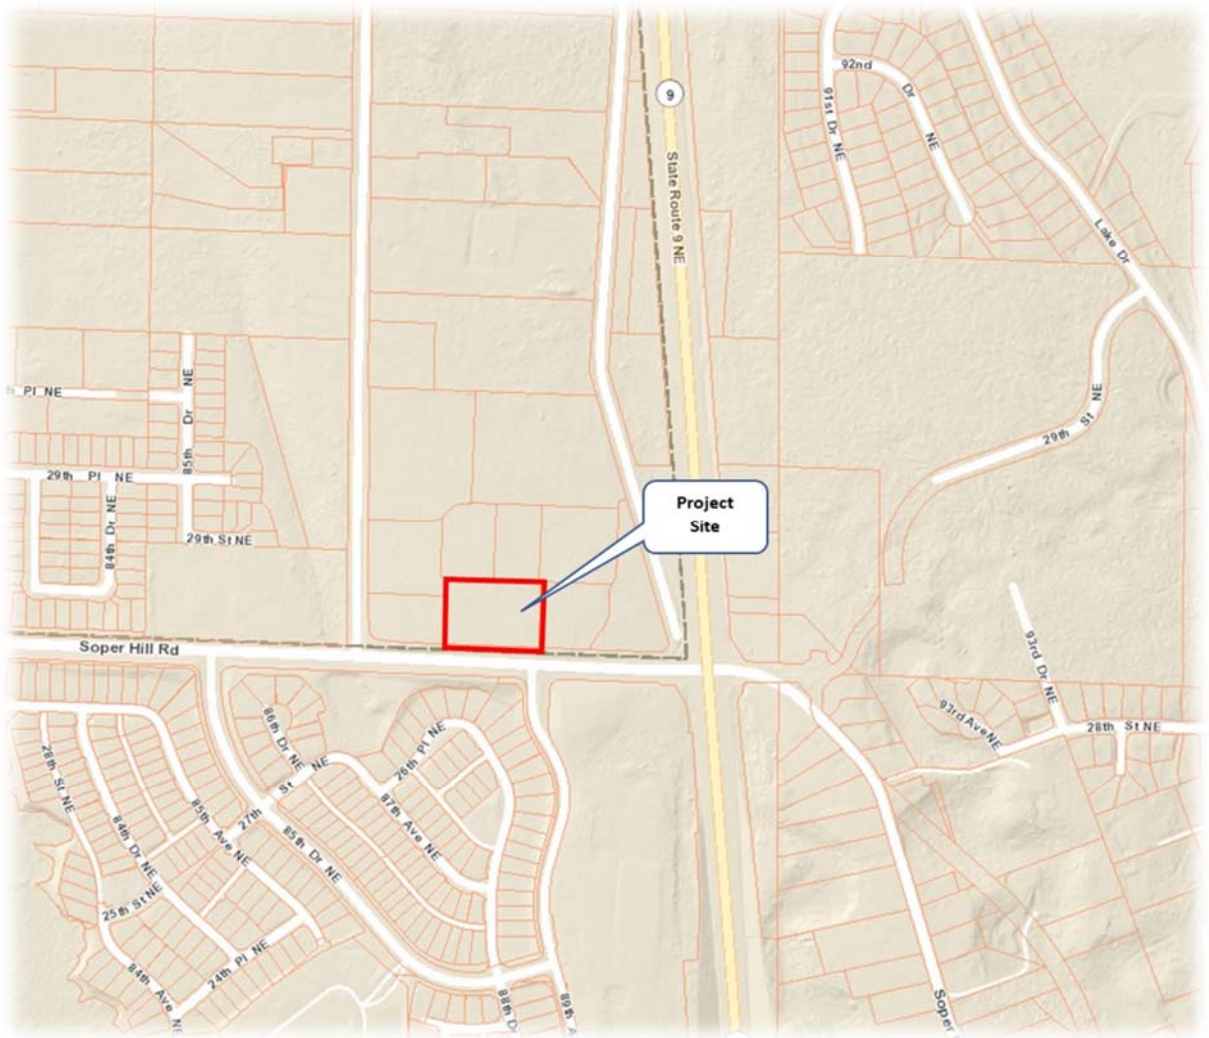 92nd
Dr
NE
91st Dr NE
9
State Route 9 NE
Lake Dr
Pl NE
85th Dr NE
29th St NE
29th Pl NE
84th Dr NE
29th St NE
Project
Site
Soper Hill Rd
93rd Dr NE
93rd Ave NE
28th St NE
86th Dr NE
26th Pl NE
28th St NE
27th St NE
87th Ave NE
85th Ave NE
84th Dr NE
85th Dr NE
25th St NE
24th Pl NE
84th Ave NE
88th Dr
89th A
Soper